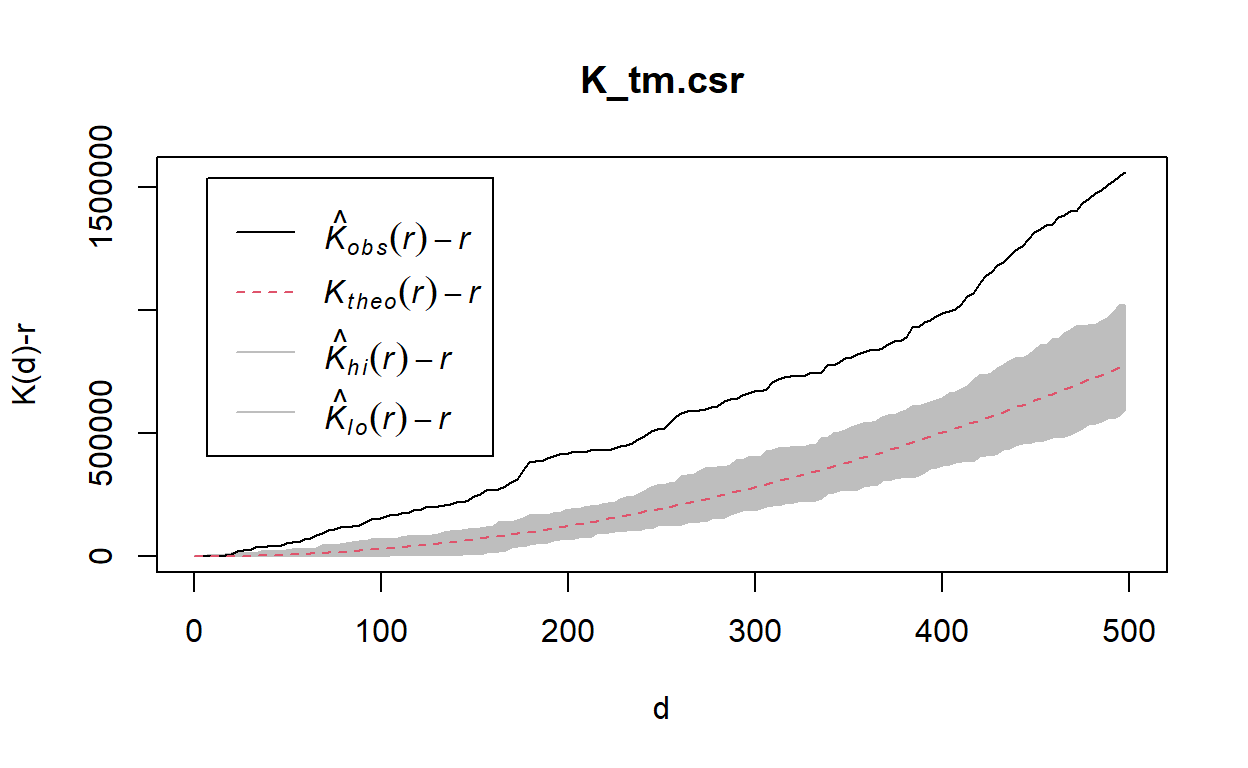 K_tm.csr
K̂obs(r) − r
Ktheo(r) − r
K̂hi(r) − r
K̂lo(r) − r
K(d)-r
1500000
500000
0
0 100 200 300 400 500
d